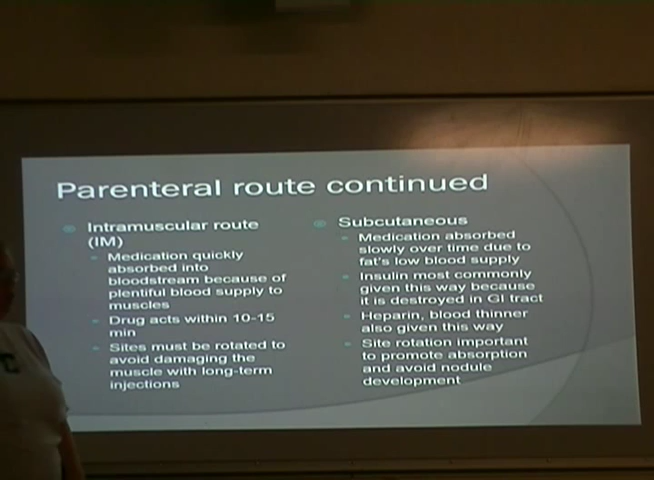 Parenteral route continued
Intramuscular route
(IM)
Medication quickly
absorbed into
bloodstream because of
plentiful blood supply to
muscles
Drug acts within 10-15
min
Sites must be rotated to
avoid damaging the
muscle with long-term
injections
Subcutaneous
Medication absorbed
slowly over time due to
fat's low blood supply
Insulin most commonly
given this way because
it is destroyed in GI tract
Heparin, blood thinner
also given this way
Site rotation important
to promote absorption
and avoid nodule
development